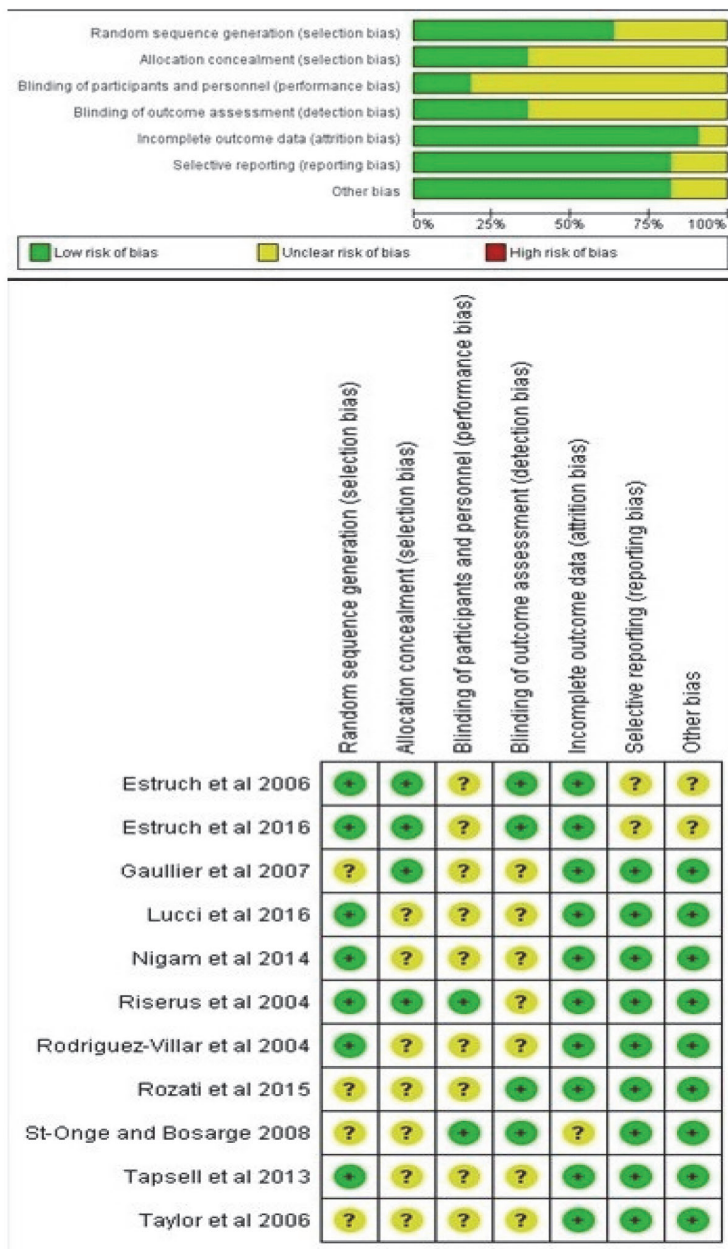 Random sequence generation (selection bias)
Allocation concealment (selection bias)
Blinding of participants and personnel (performance bias)
Blinding of outcome assessment (detection bias)
Incomplete outcome data (attrition bias)
Selective reporting (reporting bias)
Other bias
0% 25% 50% 75% 100%
Low risk of bias Unclear risk of bias High risk of bias
Random sequence generation (selection bias)
Allocation concealment (selection bias)
Blinding of participants and personnel (performance bias)
Blinding of outcome assessment (detection bias)
Incomplete outcome data (attrition bias)
Selective reporting (reporting bias)
Other bias
Estruch et al 2006 + + ? + + ? ?
Estruch et al 2016 + + ? + + ? ?
Gaullier et al 2007 ? + ? ? + + +
Lucci et al 2016 + ? ? ? + + +
Nigam et al 2014 + ? ? ? + + +
Riserus et al 2004 + + + ? + + +
Rodriguez-Villar et al 2004 + ? ? ? + + +
Rozati et al 2015 ? ? ? + + + +
St-Onge and Bosarge 2008 ? ? + + ? + +
Tapsell et al 2013 + ? ? ? + + +
Taylor et al 2006 ? ? ? ? + + +